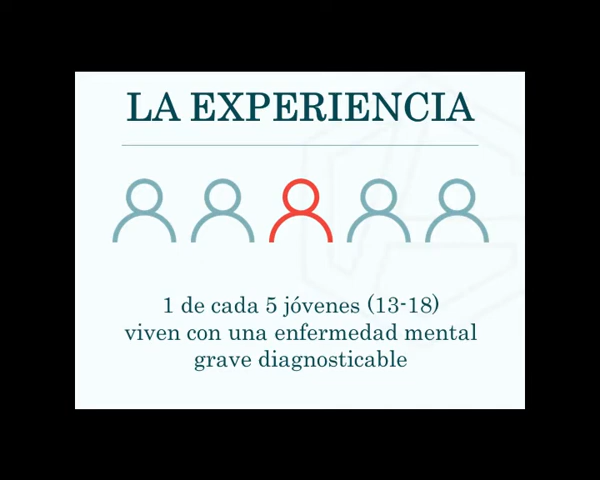 LA EXPERIENCIA
1 de cada 5 jóvenes (13-18)
viven con una enfermedad mental
grave diagnosticable